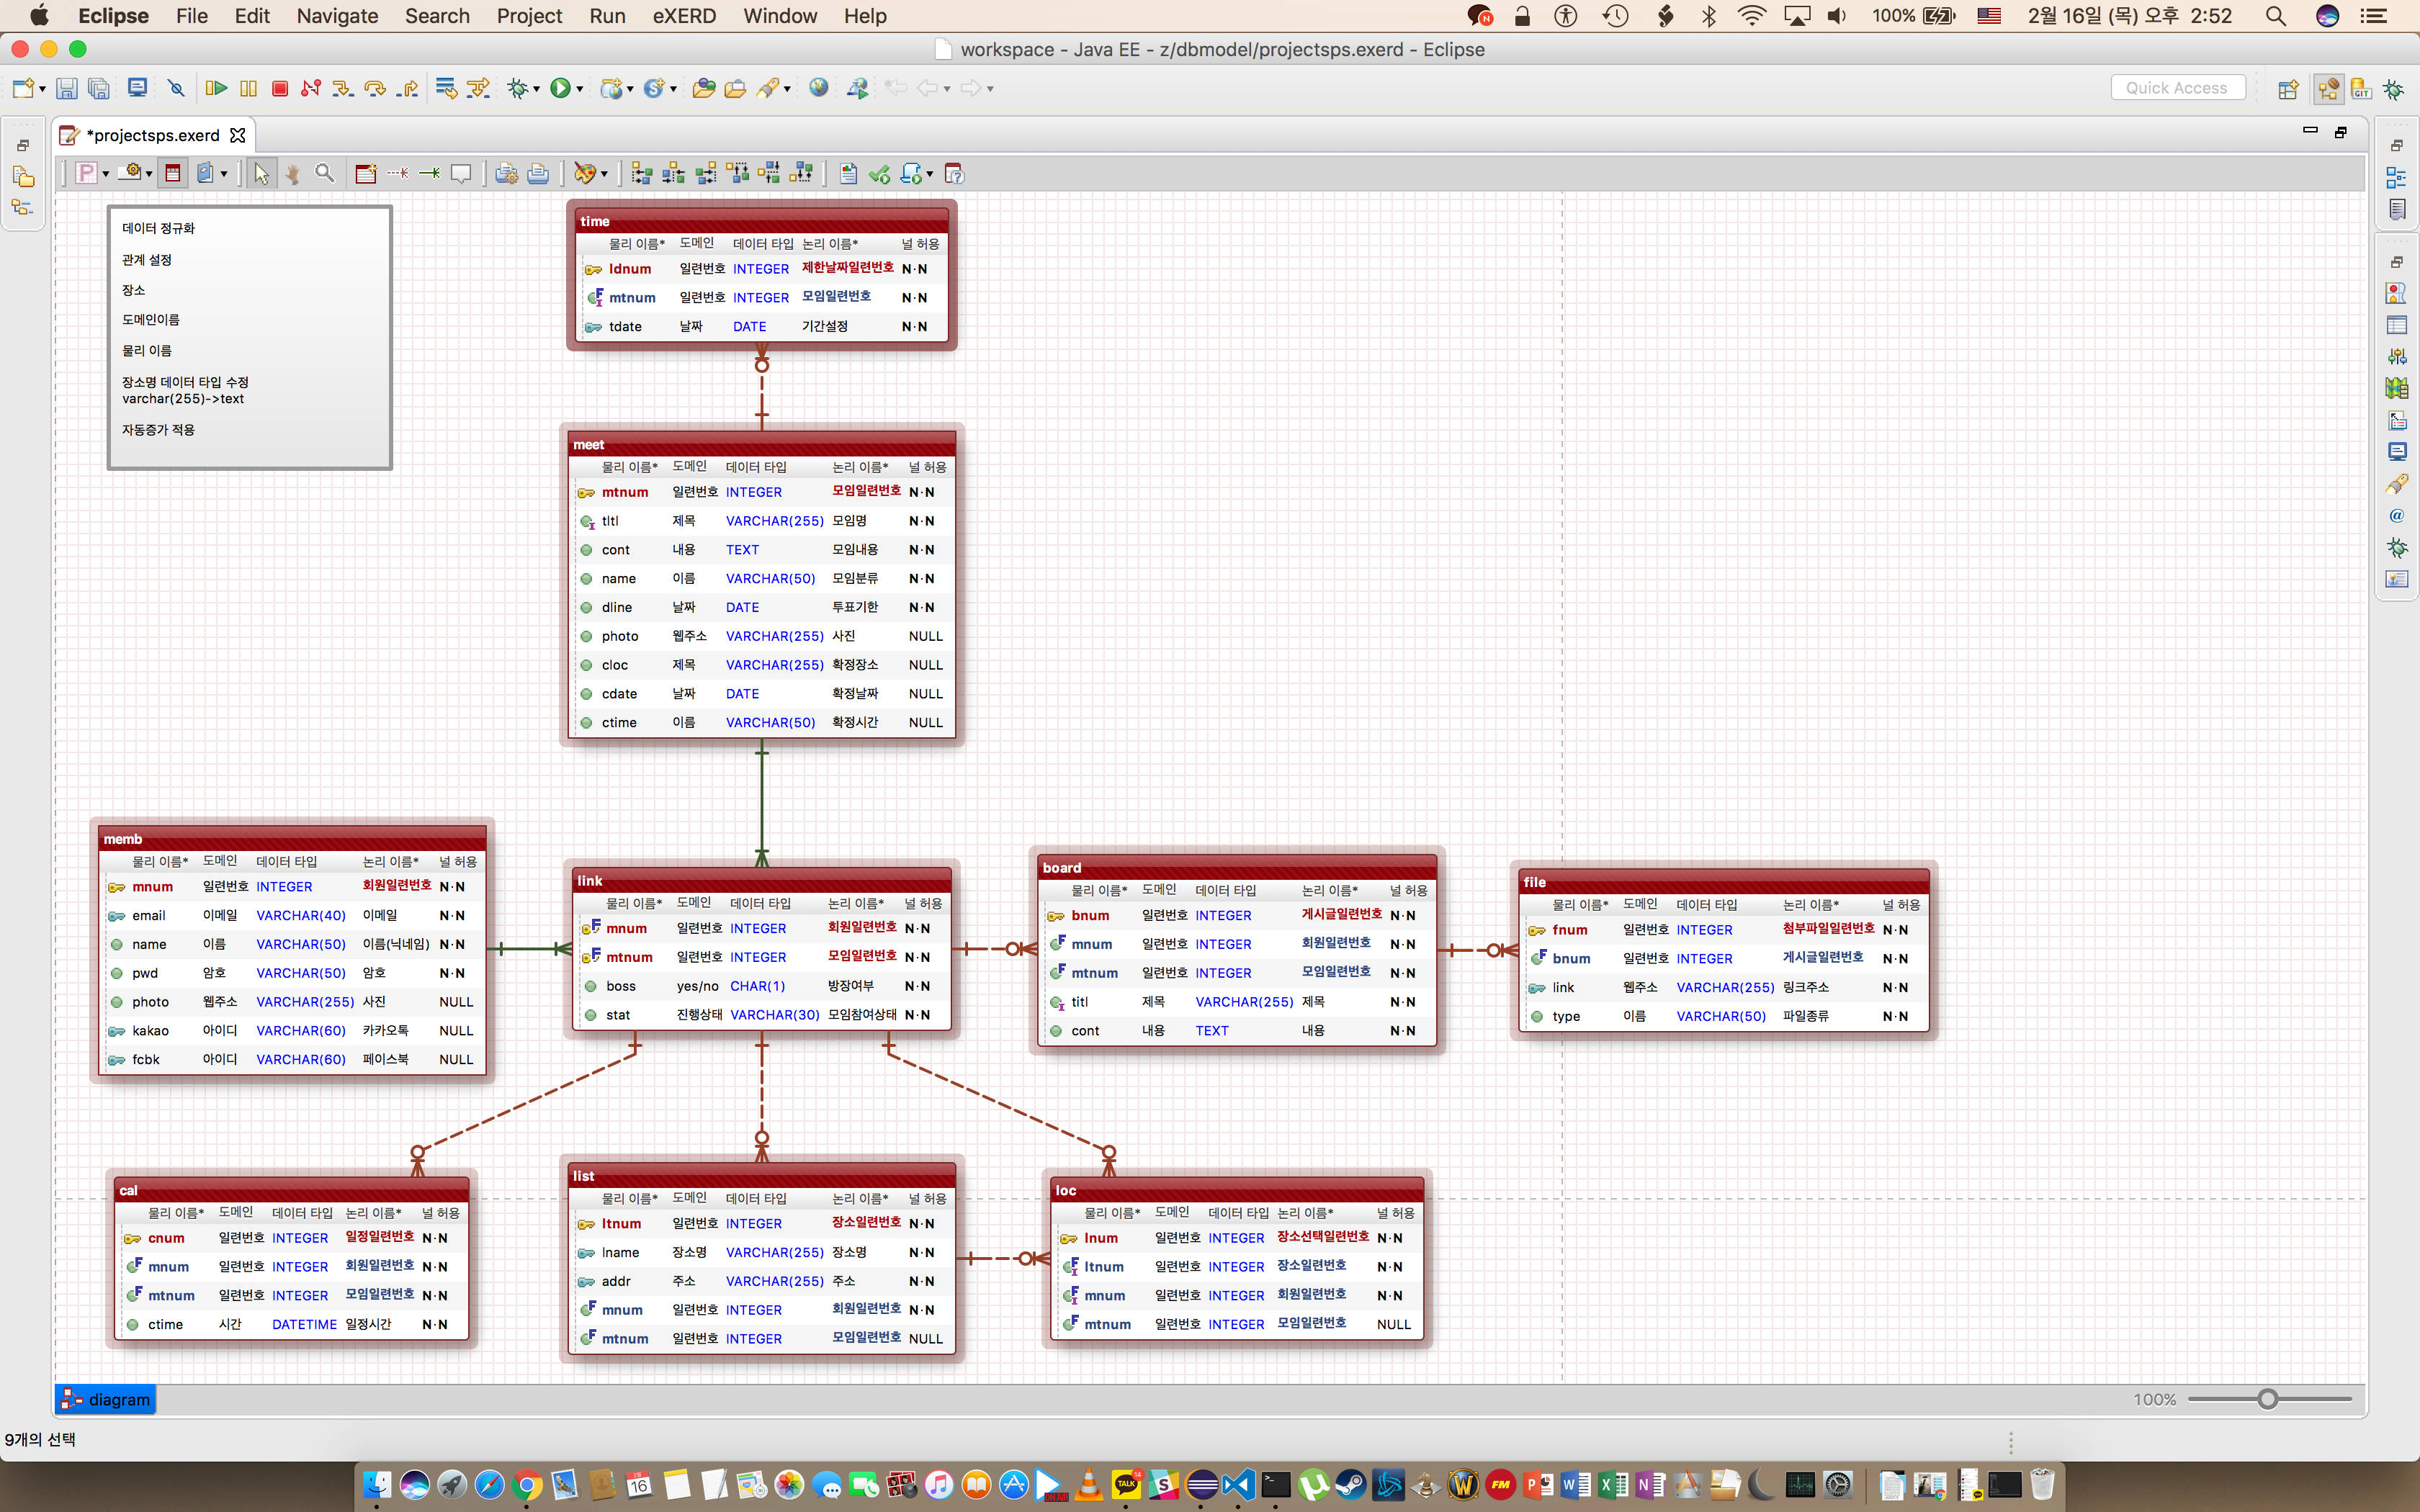 Eclipse File Edit Navigate Search Project Run eXERD Window Help 100% 2월 16일 (목) 오후 2:52
workspace - Java EE - z/dbmodel/projectsps.exerd - Eclipse
Quick Access
*projectsps.exerd
데이터 정규화
관계 설정
장소
도메인이름
물리 이름
장소명 데이터 타입 수정
varchar(255)->text
자동증가 적용
time
물리 이름* 도메인 데이터 타입 논리 이름* 널 허용
ldnum 일련번호 INTEGER 제한날짜일련번호 N·N
mtnum 일련번호 INTEGER 모임일련번호 N·N
tdate 날짜 DATE 기간설정 N·N
meet
물리 이름* 도메인 데이터 타입 논리 이름* 널 허용
mtnum 일련번호 INTEGER 모임일련번호 N·N
tltl 제목 VARCHAR(255) 모임명 N·N
cont 내용 TEXT 모임내용 N·N
name 이름 VARCHAR(50) 모임분류 N·N
dline 날짜 DATE 투표기한 N·N
photo 웹주소 VARCHAR(255) 사진 NULL
cloc 제목 VARCHAR(255) 확정장소 NULL
cdate 날짜 DATE 확정날짜 NULL
ctime 이름 VARCHAR(50) 확정시간 NULL
memb
물리 이름* 도메인 데이터 타입 논리 이름* 널 허용
mnum 일련번호 INTEGER 회원일련번호 N·N
email 이메일 VARCHAR(40) 이메일 N·N
name 이름 VARCHAR(50) 이름(닉네임) N·N
pwd 암호 VARCHAR(50) 암호 N·N
photo 웹주소 VARCHAR(255) 사진 NULL
kakao 아이디 VARCHAR(60) 카카오톡 NULL
fcbk 아이디 VARCHAR(60) 페이스북 NULL
link
물리 이름* 도메인 데이터 타입 논리 이름* 널 허용
mnum 일련번호 INTEGER 회원일련번호 N·N
mtnum 일련번호 INTEGER 모임일련번호 N·N
boss yes/no CHAR(1) 방장여부 N·N
stat 진행상태 VARCHAR(30) 모임참여상태 N·N
board
물리 이름* 도메인 데이터 타입 논리 이름* 널 허용
bnum 일련번호 INTEGER 게시글일련번호 N·N
mnum 일련번호 INTEGER 회원일련번호 N·N
mtnum 일련번호 INTEGER 모임일련번호 N·N
titl 제목 VARCHAR(255) 제목 N·N
cont 내용 TEXT 내용 N·N
file
물리 이름* 도메인 데이터 타입 논리 이름* 널 허용
fnum 일련번호 INTEGER 첨부파일일련번호 N·N
bnum 일련번호 INTEGER 게시글일련번호 N·N
link 웹주소 VARCHAR(255) 링크주소 N·N
type 이름 VARCHAR(50) 파일종류 N·N
cal
물리 이름* 도메인 데이터 타입 논리 이름* 널 허용
cnum 일련번호 INTEGER 일정일련번호 N·N
mnum 일련번호 INTEGER 회원일련번호 N·N
mtnum 일련번호 INTEGER 모임일련번호 N·N
ctime 시간 DATETIME 일정시간 N·N
list
물리 이름* 도메인 데이터 타입 논리 이름* 널 허용
ltnum 일련번호 INTEGER 장소일련번호 N·N
lname 장소명 VARCHAR(255) 장소명 N·N
addr 주소 VARCHAR(255) 주소 N·N
mnum 일련번호 INTEGER 회원일련번호 N·N
mtnum 일련번호 INTEGER 모임일련번호 NULL
loc
물리 이름* 도메인 데이터 타입 논리 이름* 널 허용
lnum 일련번호 INTEGER 장소선택일련번호 N·N
ltnum 일련번호 INTEGER 장소일련번호 N·N
mnum 일련번호 INTEGER 회원일련번호 N·N
mtnum 일련번호 INTEGER 모임일련번호 NULL
diagram
100%
9개의 선택
16
TALK
14
FM